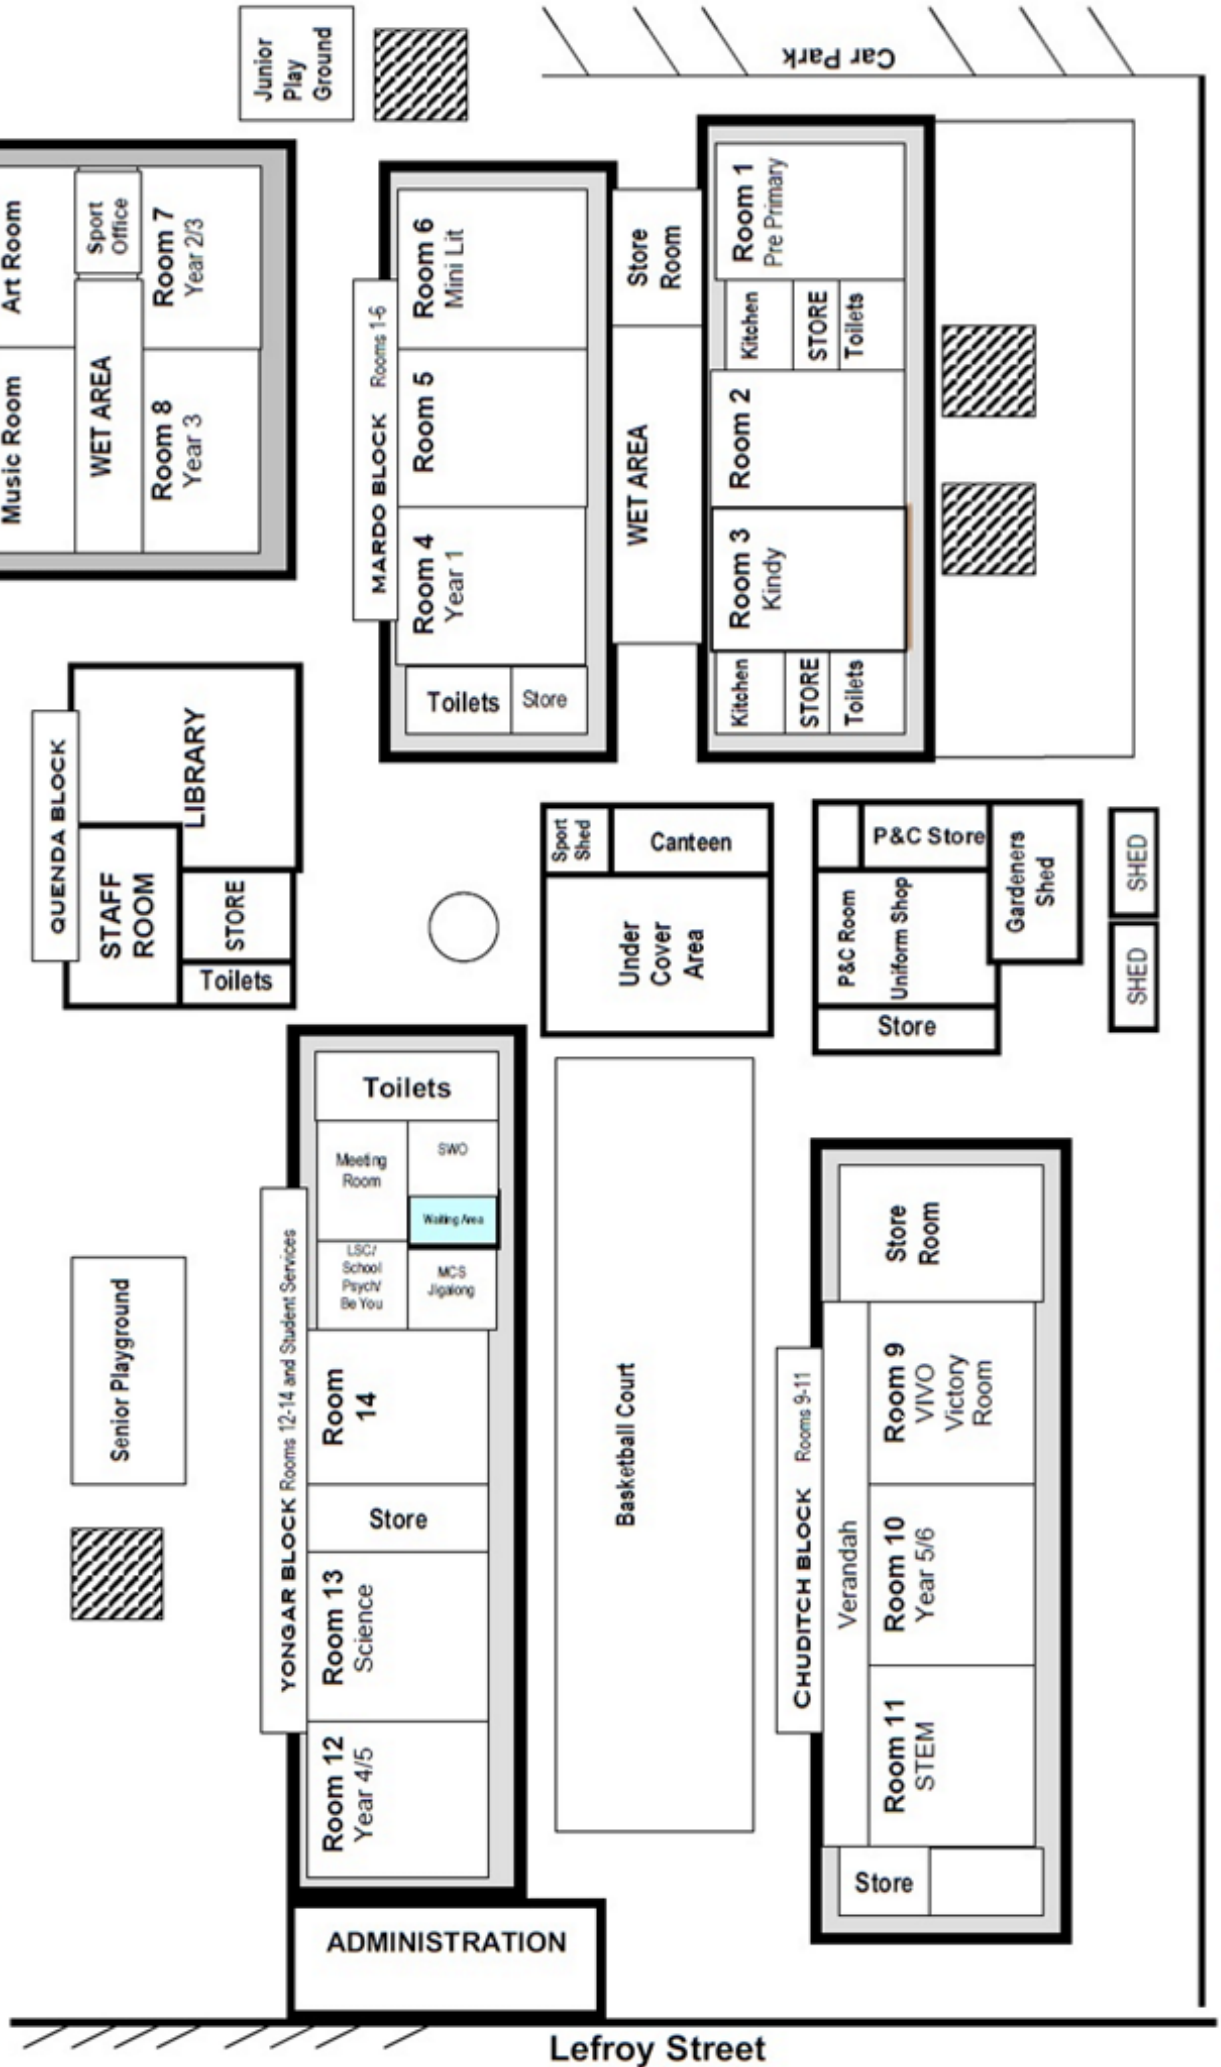 Car Park
Junior
Play
Ground
Art Room
Sport
Office
Room 7
Year 2/3
Music Room
WET AREA
Room 8
Year 3
MARDO BLOCK Rooms 1-6
Room 6
Mini Lit
Room 5
Room 4
Year 1
Toilets
Store
Store
Room
WET AREA
Room 1
Pre Primary
Kitchen
STORE
Toilets
Room 2
Room 3
Kindy
Kitchen
STORE
Toilets
QUENDA BLOCK
LIBRARY
STAFF
ROOM
STORE
Toilets
Sport
Shed
Canteen
Under
Cover
Area
P&C Store
P&C Room
Uniform Shop
Gardeners
Shed
Store
SHED
SHED
Senior Playground
YONGAR BLOCK Rooms 12-14 and Student Services
Toilets
Meeting
Room
SWO
Waiting Area
LSC/
School
Psych/
Be You
MCS
Jigalong
Room
14
Store
Room 13
Science
Room 12
Year 4/5
Basketball Court
CHUDITCH BLOCK Rooms 9-11
Store
Room
Verandah
Room 9
VIVO
Victory
Room
Room 10
Year 5/6
Room 11
STEM
Store
ADMINISTRATION
Lefroy Street